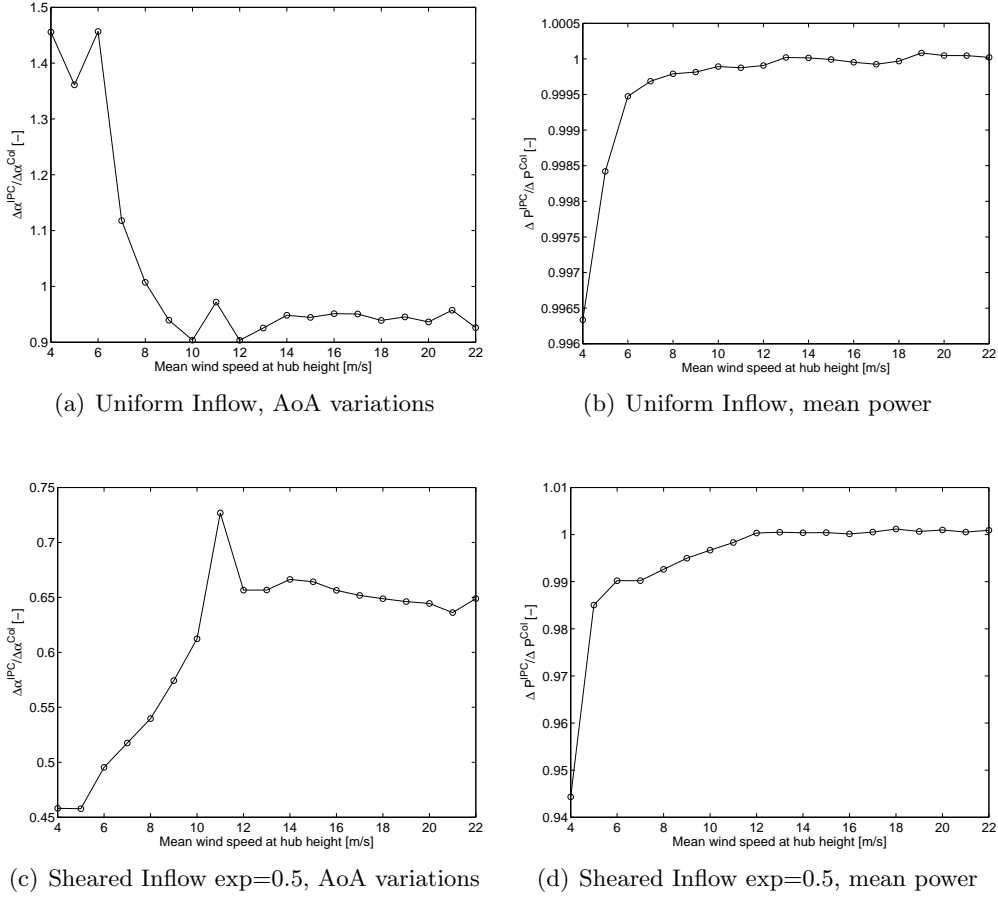 1.5
1.4
1.3
1.2
1.1
1
0.9
4 6 8 10 12 14 16 18 20 22
Δα^IPC/Δα^Col [−]
Mean wind speed at hub height [m/s]
(a) Uniform Inflow, AoA variations
1.0005
1
0.9995
0.999
0.9985
0.998
0.9975
0.997
0.9965
0.996
4 6 8 10 12 14 16 18 20 22
Δ P^IPC/Δ P^Col [−]
Mean wind speed at hub height [m/s]
(b) Uniform Inflow, mean power
0.75
0.7
0.65
0.6
0.55
0.5
0.45
4 6 8 10 12 14 16 18 20 22
Δα^IPC/Δα^Col [−]
Mean wind speed at hub height [m/s]
(c) Sheared Inflow exp=0.5, AoA variations
1.01
1
0.99
0.98
0.97
0.96
0.95
0.94
4 6 8 10 12 14 16 18 20 22
Δ P^IPC/Δ P^Col [−]
Mean wind speed at hub height [m/s]
(d) Sheared Inflow exp=0.5, mean power